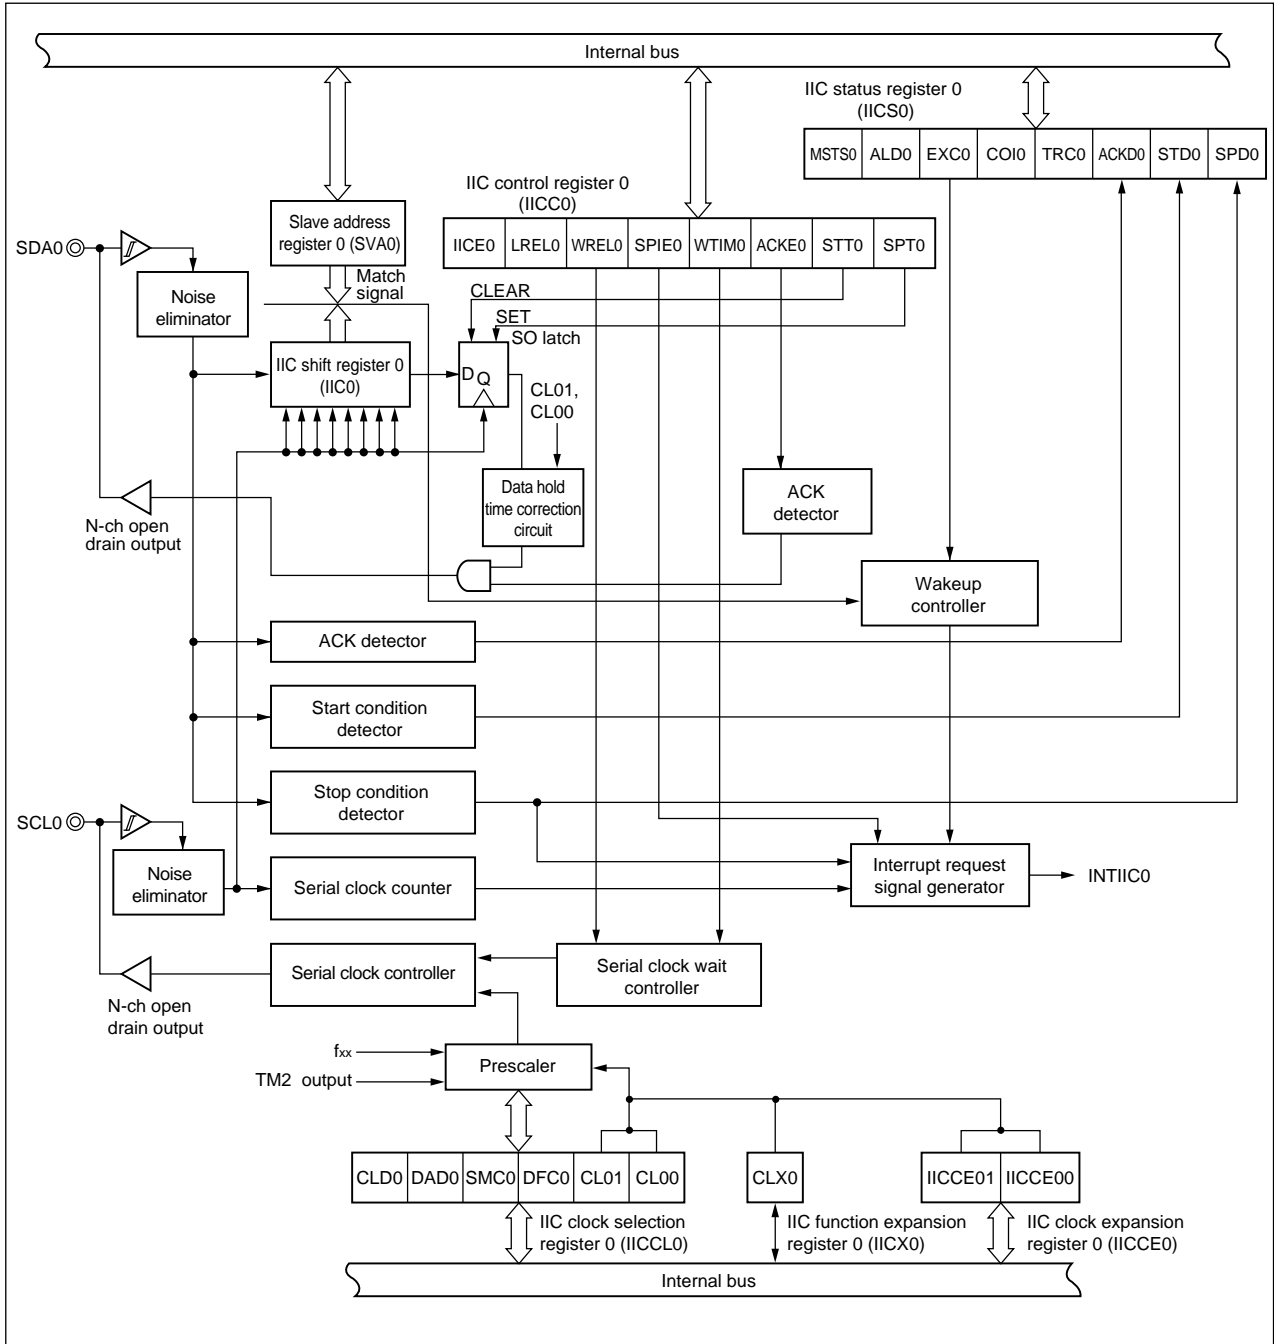 Internal bus
IIC status register 0
(IICS0)
MSTS0 ALD0 EXC0 COI0 TRC0 ACKD0 STD0 SPD0
IIC control register 0
(IICC0)
IICE0 LREL0 WREL0 SPIE0 WTIM0 ACKE0 STT0 SPT0
Slave address
register 0 (SVA0)
SDA0
Match
signal
Noise
eliminator
CLEAR
SET
SO latch
IIC shift register 0
(IIC0)
D Q
CL01,
CL00
Data hold
time correction
circuit
ACK
detector
N-ch open
drain output
Wakeup
controller
ACK detector
Start condition
detector
Stop condition
detector
SCL0
Noise
eliminator
Serial clock counter
Interrupt request
signal generator
INTIIC0
Serial clock controller
Serial clock wait
controller
N-ch open
drain output
fxx
TM2 output
Prescaler
CLD0 DAD0 SMC0 DFC0 CL01 CL00
CLX0
IICCE01 IICCE00
IIC clock selection
register 0 (IICCL0)
IIC function expansion
register 0 (IICX0)
IIC clock expansion
register 0 (IICCE0)
Internal bus